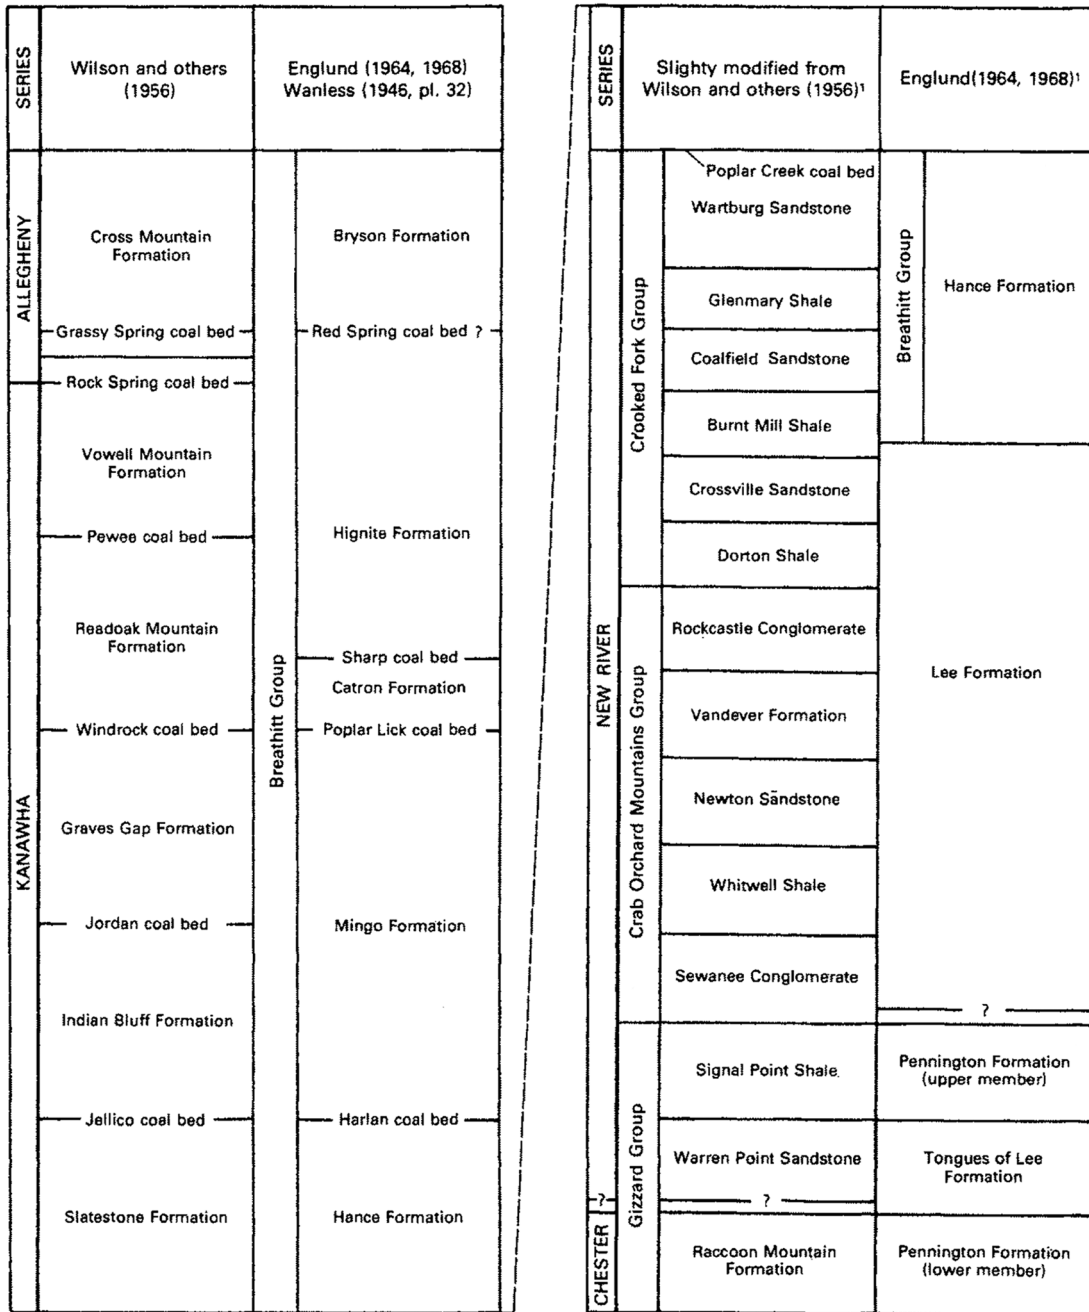 SERIES
Wilson and others
(1956)
Englund (1964, 1968)
Wanless (1946, pl. 32)
ALLEGHENY
KANAWHA
Cross Mountain
Formation
Grassy Spring coal bed
Rock Spring coal bed
Vowell Mountain
Formation
Pewee coal bed
Readoak Mountain
Formation
Windrock coal bed
Graves Gap Formation
Jordan coal bed
Indian Bluff Formation
Jellico coal bed
Slatestone Formation
Breathitt Group
Bryson Formation
Red Spring coal bed ?
Hignite Formation
Sharp coal bed
Catron Formation
Poplar Lick coal bed
Mingo Formation
Harlan coal bed
Hance Formation
SERIES
Slighty modified from
Wilson and others (1956)¹
Englund(1964, 1968)¹
NEW RIVER
?
CHESTER
Crooked Fork Group
Crab Orchard Mountains Group
Gizzard Group
Poplar Creek coal bed
Wartburg Sandstone
Glenmary Shale
Coalfield Sandstone
Burnt Mill Shale
Crossville Sandstone
Dorton Shale
Rockcastle Conglomerate
Vandever Formation
Newton Sandstone
Whitwell Shale
Sewanee Conglomerate
Signal Point Shale
Warren Point Sandstone
?
Raccoon Mountain
Formation
Breathitt Group
Hance Formation
Lee Formation
?
Pennington Formation
(upper member)
Tongues of Lee
Formation
Pennington Formation
(lower member)